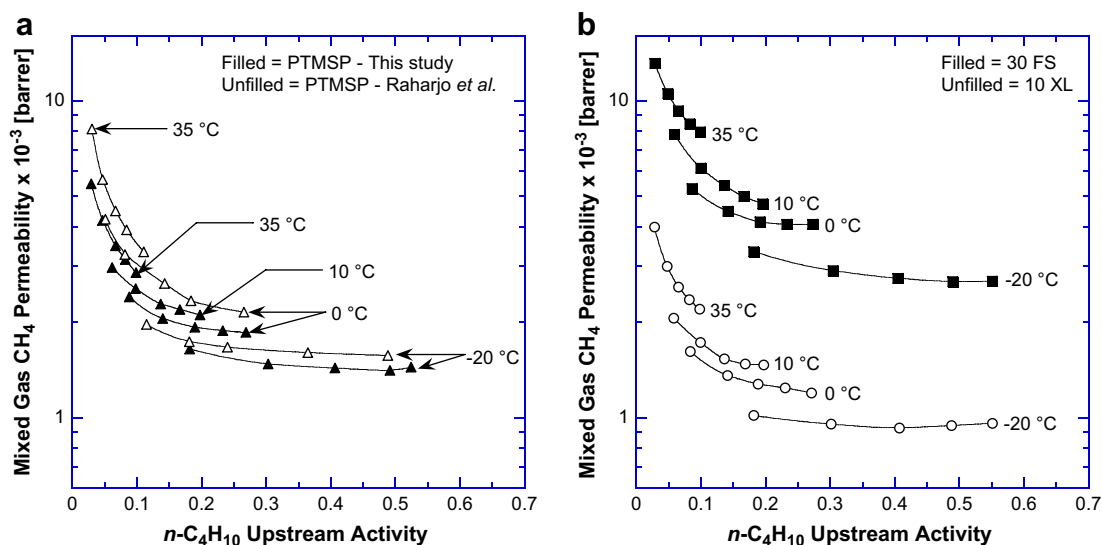 a
Filled = PTMSP - This study
Unfilled = PTMSP - Raharjo et al.
Mixed Gas CH4 Permeability x 10-3 [barrer]
10
1
35 °C
35 °C
10 °C
0 °C
-20 °C
0 0.1 0.2 0.3 0.4 0.5 0.6 0.7
n-C4H10 Upstream Activity
b
Filled = 30 FS
Unfilled = 10 XL
Mixed Gas CH4 Permeability x 10-3 [barrer]
10
1
35 °C
10 °C
0 °C
-20 °C
35 °C
10 °C
0 °C
-20 °C
0 0.1 0.2 0.3 0.4 0.5 0.6 0.7
n-C4H10 Upstream Activity